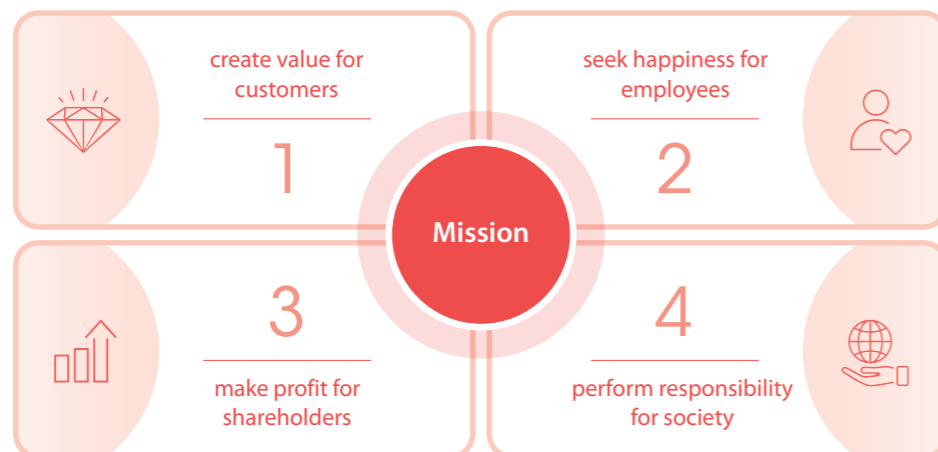 create value for
customers
1
seek happiness for
employees
2
Mission
3
make profit for
shareholders
4
perform responsibility
for society